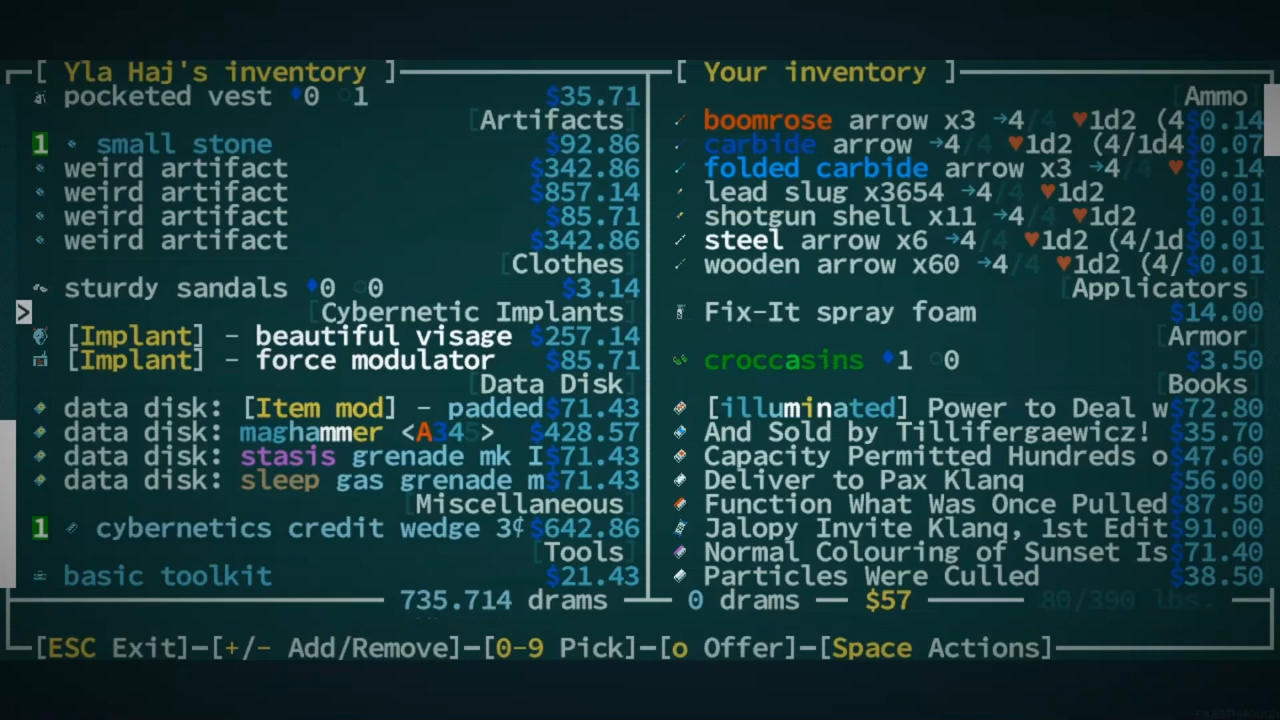 [ Yla Haj's inventory ]
pocketed vest ♦0 ○1 $35.71
[Artifacts]
1 small stone $92.86
weird artifact $342.86
weird artifact $857.14
weird artifact $85.71
weird artifact $342.86
[Clothes]
sturdy sandals ♦0 ○0 $3.14
> [Cybernetic Implants]
[Implant] - beautiful visage $257.14
[Implant] - force modulator $85.71
[Data Disk]
data disk: [Item mod] - padded $71.43
data disk: maghammer <A345> $428.57
data disk: stasis grenade mk I $71.43
data disk: sleep gas grenade m $71.43
[Miscellaneous]
1 cybernetics credit wedge 3¢ $642.86
[Tools]
basic toolkit $21.43
735.714 drams
[ Your inventory ]
[Ammo]
boomrose arrow x3 →4/4 ♥1d2 (4 $0.14
carbide arrow →4/4 ♥1d2 (4/1d4 $0.07
folded carbide arrow x3 →4/4 ♥ $0.14
lead slug x3654 →4/4 ♥1d2 $0.01
shotgun shell x11 →4/4 ♥1d2 $0.01
steel arrow x6 →4/4 ♥1d2 (4/1d $0.01
wooden arrow x60 →4/4 ♥1d2 (4/ $0.01
[Applicators]
Fix-It spray foam $14.00
[Armor]
croccasins ♦1 ○0 $3.50
[Books]
[illuminated] Power to Deal w $72.80
And Sold by Tillifergaewicz! $35.70
Capacity Permitted Hundreds o $47.60
Deliver to Pax Klanq $56.00
Function What Was Once Pulled $87.50
Jalopy Invite Klanq, 1st Edit $91.00
Normal Colouring of Sunset Is $71.40
Particles Were Culled $38.50
0 drams — $57 80/390 lbs.
[ESC Exit]-[+/- Add/Remove]-[0-9 Pick]-[o Offer]-[Space Actions]